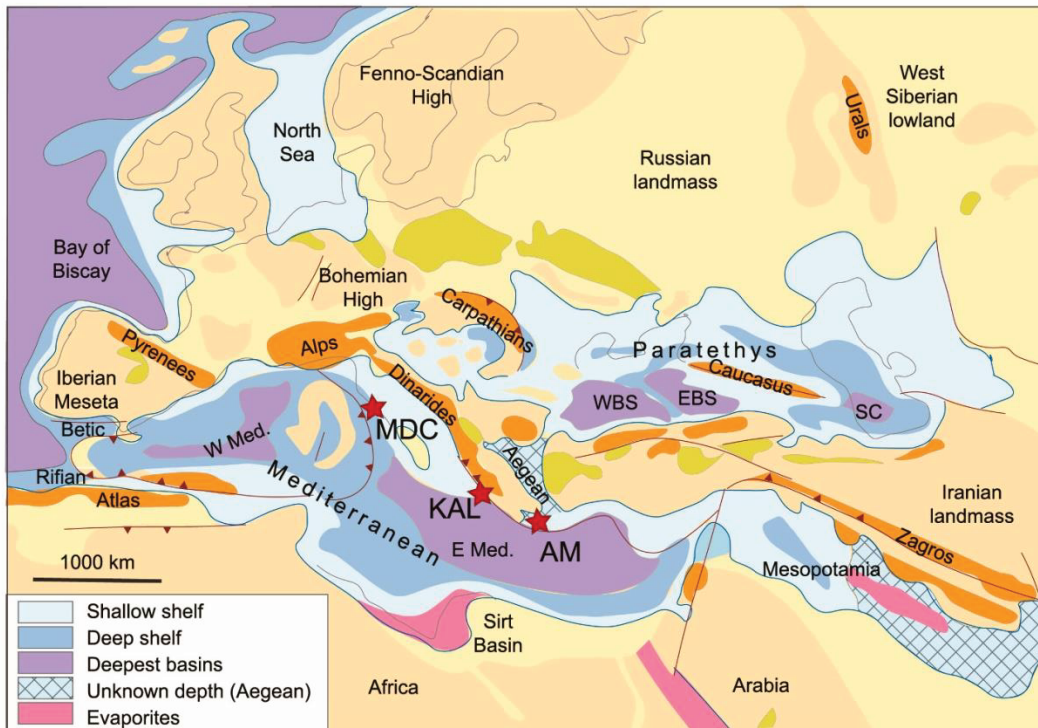 Fenno-Scandian
High
West
Siberian
lowland
Urals
North
Sea
Russian
landmass
Bay of
Biscay
Bohemian
High
Carpathians
Pyrenees
Alps
Paratethys
Iberian
Meseta
Dinarides
Caucasus
WBS
EBS
SC
Betic
W Med.
MDC
Aegean
Rifian
Mediterranean
Atlas
KAL
Iranian
landmass
Zagros
E Med.
AM
1000 km
Mesopotamia
Shallow shelf
Deep shelf
Deepest basins
Unknown depth (Aegean)
Evaporites
Sirt
Basin
Africa
Arabia